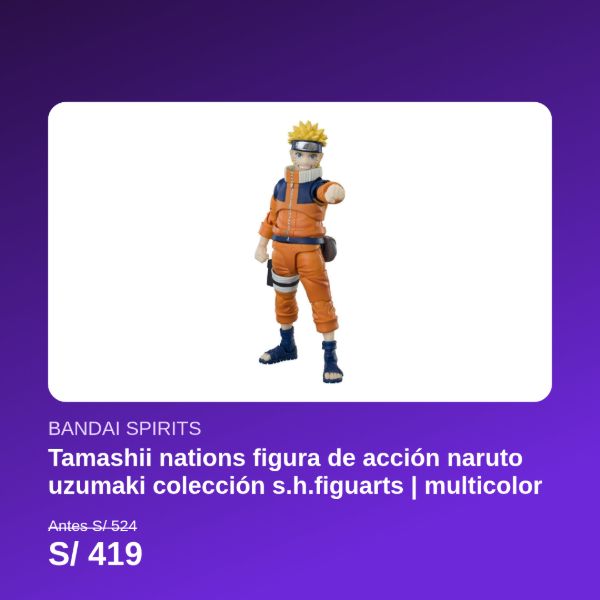 BANDAI SPIRITS
Tamashii nations figura de acción naruto
uzumaki colección s.h.figuarts | multicolor
Antes S/ 524
S/ 419